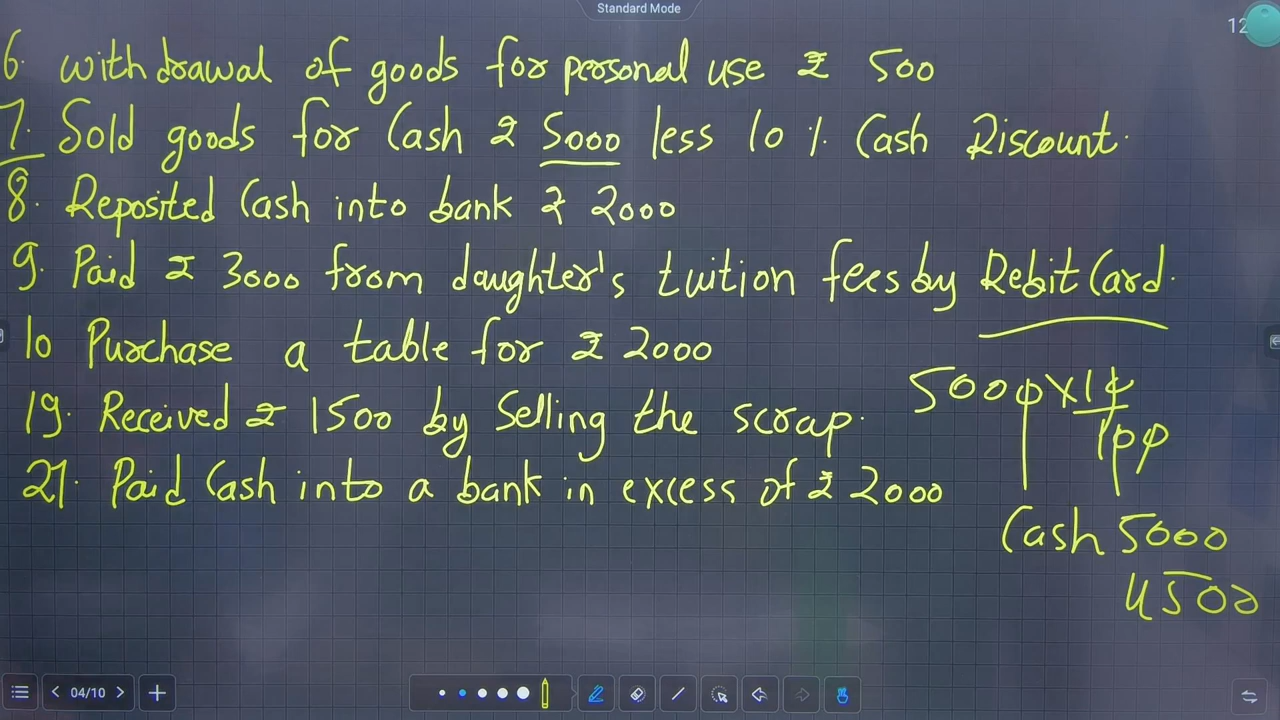 Standard Mode
12
6. withdrawal of goods for personal use ₹ 500
7. Sold goods for Cash ₹ 5000 less 10 %. Cash Discount.
8. Deposited Cash into bank ₹ 2000
9. Paid ₹ 3000 from daughter's tuition fees by Debit Card.
10 Purchase a table for ₹ 2000
19. Received ₹ 1500 by Selling the scrap.
21. Paid Cash into a bank in excess of ₹ 2000
5000 x 10
100
Cash 5000
4500
04/10